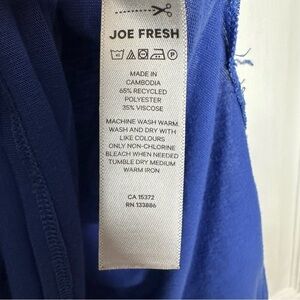 JOE FRESH
MADE IN
CAMBODIA
65% RECYCLED
POLYESTER
35% VISCOSE
MACHINE WASH WARM
WASH AND DRY WITH
LIKE COLOURS
ONLY NON-CHLORINE
BLEACH WHEN NEEDED
TUMBLE DRY MEDIUM
WARM IRON
CA 15372
RN 133886